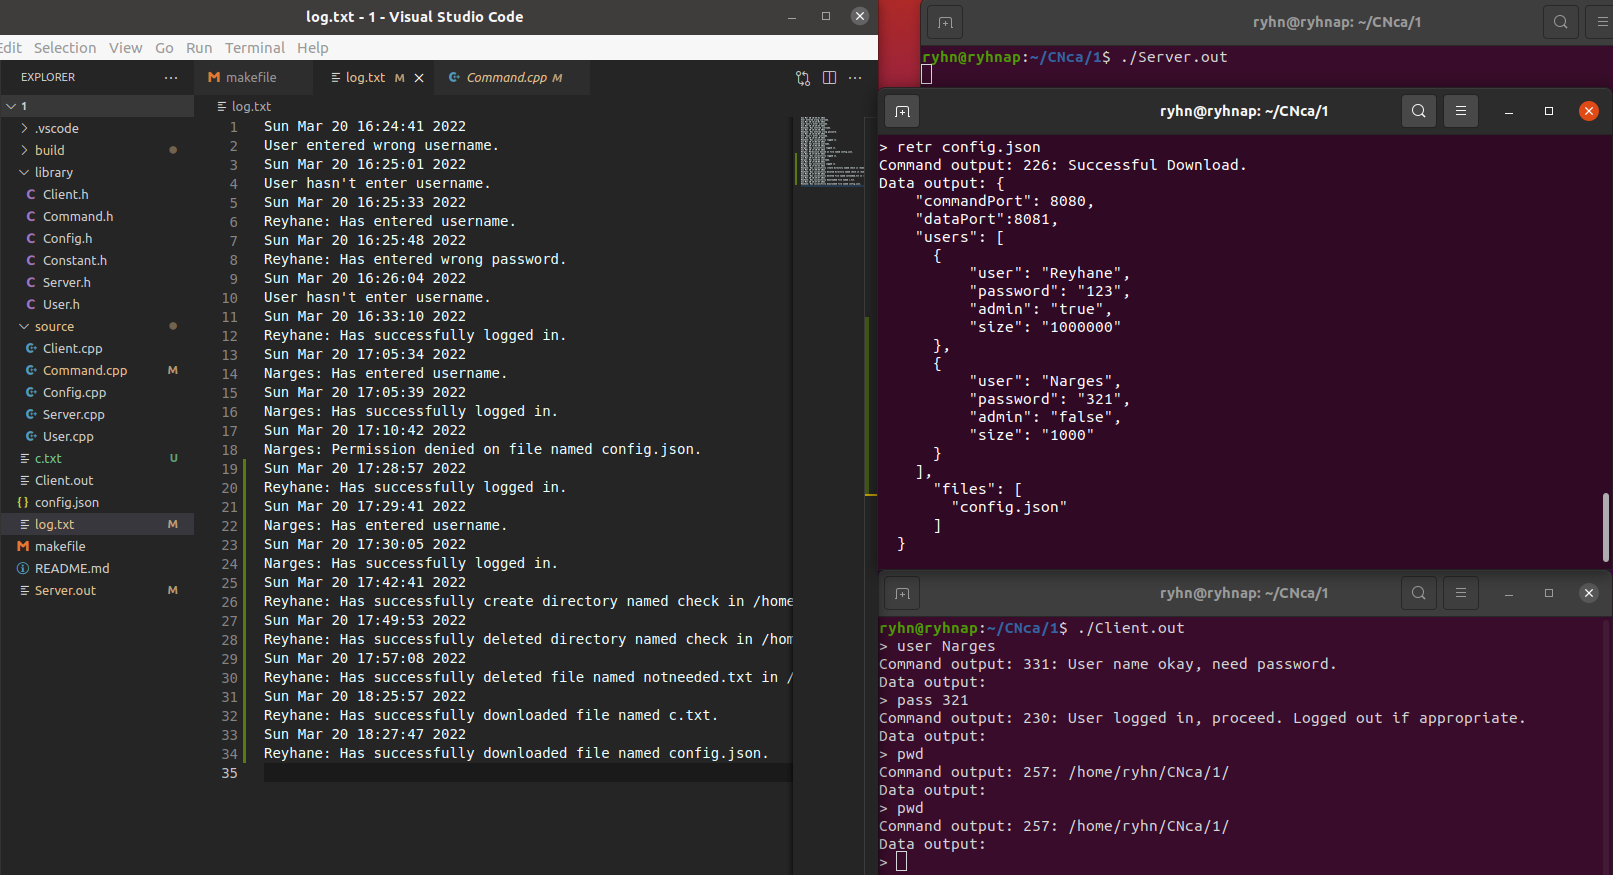 log.txt - 1 - Visual Studio Code
Edit Selection View Go Run Terminal Help
EXPLORER
1
.vscode
build
library
Client.h
Command.h
Config.h
Constant.h
Server.h
User.h
source
Client.cpp
Command.cpp M
Config.cpp
Server.cpp
User.cpp
c.txt U
Client.out
config.json
log.txt M
makefile
README.md
Server.out M
makefile log.txt M Command.cpp M
log.txt
1 Sun Mar 20 16:24:41 2022
2 User entered wrong username.
3 Sun Mar 20 16:25:01 2022
4 User hasn't enter username.
5 Sun Mar 20 16:25:33 2022
6 Reyhane: Has entered username.
7 Sun Mar 20 16:25:48 2022
8 Reyhane: Has entered wrong password.
9 Sun Mar 20 16:26:04 2022
10 User hasn't enter username.
11 Sun Mar 20 16:33:10 2022
12 Reyhane: Has successfully logged in.
13 Sun Mar 20 17:05:34 2022
14 Narges: Has entered username.
15 Sun Mar 20 17:05:39 2022
16 Narges: Has successfully logged in.
17 Sun Mar 20 17:10:42 2022
18 Narges: Permission denied on file named config.json.
19 Sun Mar 20 17:28:57 2022
20 Reyhane: Has successfully logged in.
21 Sun Mar 20 17:29:41 2022
22 Narges: Has entered username.
23 Sun Mar 20 17:30:05 2022
24 Narges: Has successfully logged in.
25 Sun Mar 20 17:42:41 2022
26 Reyhane: Has successfully create directory named check in /home
27 Sun Mar 20 17:49:53 2022
28 Reyhane: Has successfully deleted directory named check in /hom
29 Sun Mar 20 17:57:08 2022
30 Reyhane: Has successfully deleted file named notneeded.txt in /
31 Sun Mar 20 18:25:57 2022
32 Reyhane: Has successfully downloaded file named c.txt.
33 Sun Mar 20 18:27:47 2022
34 Reyhane: Has successfully downloaded file named config.json.
35
ryhn@ryhnap: ~/CNca/1
ryhn@ryhnap:~/CNca/1$ ./Server.out
ryhn@ryhnap: ~/CNca/1
> retr config.json
Command output: 226: Successful Download.
Data output: {
"commandPort": 8080,
"dataPort":8081,
"users": [
{
"user": "Reyhane",
"password": "123",
"admin": "true",
"size": "1000000"
},
{
"user": "Narges",
"password": "321",
"admin": "false",
"size": "1000"
}
],
"files": [
"config.json"
]
}
ryhn@ryhnap: ~/CNca/1
ryhn@ryhnap:~/CNca/1$ ./Client.out
> user Narges
Command output: 331: User name okay, need password.
Data output:
> pass 321
Command output: 230: User logged in, proceed. Logged out if appropriate.
Data output:
> pwd
Command output: 257: /home/ryhn/CNca/1/
Data output:
> pwd
Command output: 257: /home/ryhn/CNca/1/
Data output:
>